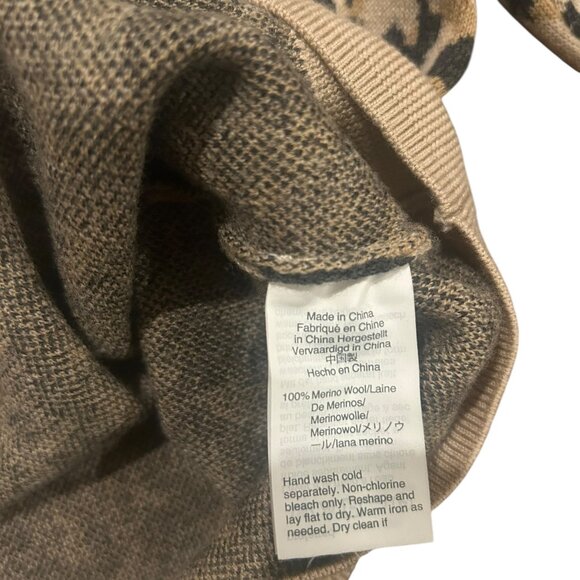 Made in China
Fabriqué en Chine
in China Hergestellt
Vervaardigd in China
中国製
Hecho en China
100% Merino Wool/Laine
De Merinos/
Merinowolle/
Merinowol/メリノウ
ール/lana merino
Hand wash cold
separately. Non-chlorine
bleach only. Reshape and
lay flat to dry. Warm iron as
needed. Dry clean if